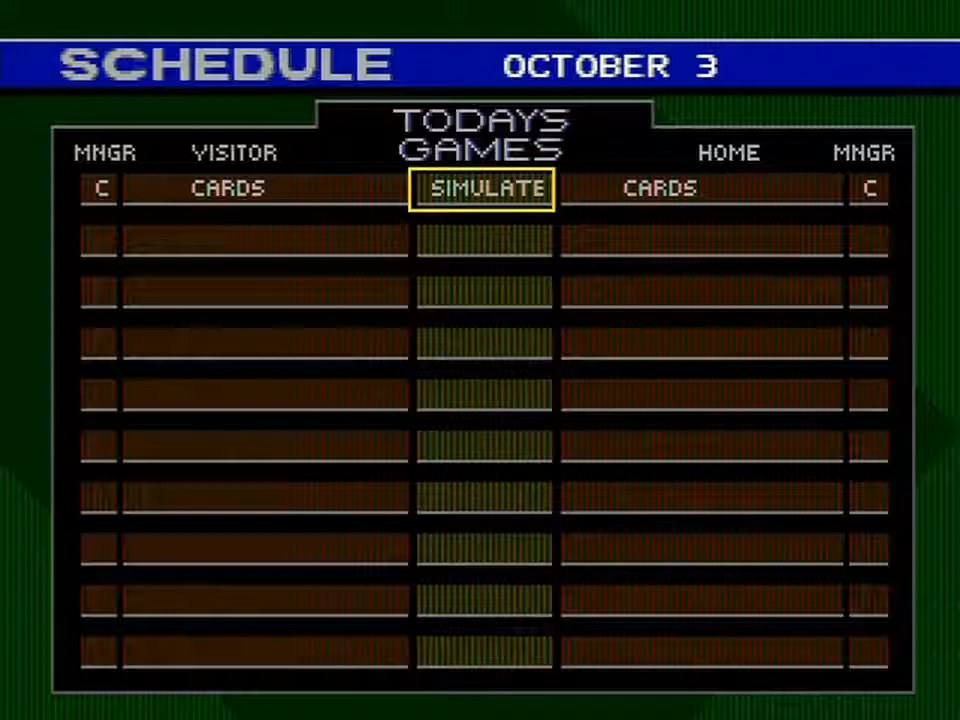 SCHEDULE OCTOBER 3
TODAYS
GAMES
MNGR VISITOR HOME MNGR
C CARDS SIMULATE CARDS C